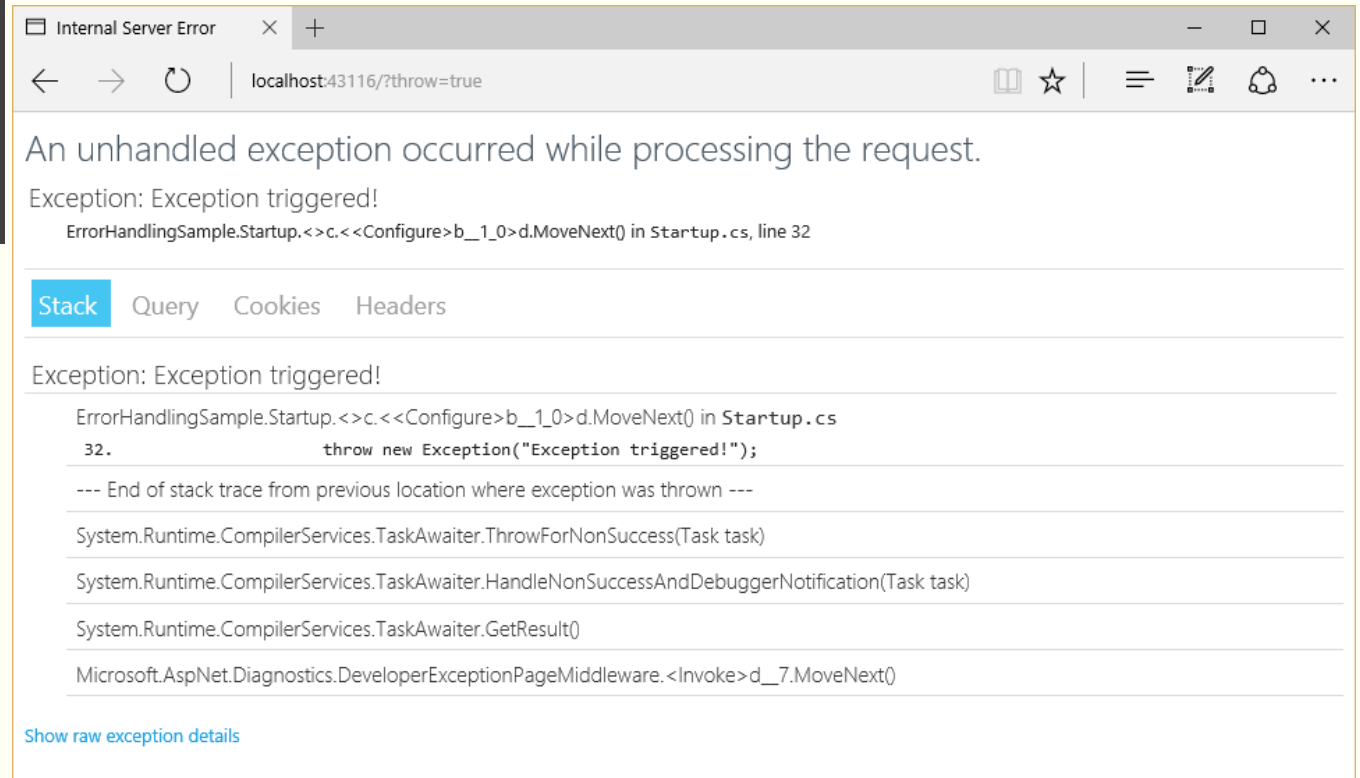 Internal Server Error
localhost:43116/?throw=true
An unhandled exception occurred while processing the request.
Exception: Exception triggered!
ErrorHandlingSample.Startup.<>c.<<Configure>b__1_0>d.MoveNext() in Startup.cs, line 32
Stack Query Cookies Headers
Exception: Exception triggered!
ErrorHandlingSample.Startup.<>c.<<Configure>b__1_0>d.MoveNext() in Startup.cs
32. throw new Exception("Exception triggered!");
--- End of stack trace from previous location where exception was thrown ---
System.Runtime.CompilerServices.TaskAwaiter.ThrowForNonSuccess(Task task)
System.Runtime.CompilerServices.TaskAwaiter.HandleNonSuccessAndDebuggerNotification(Task task)
System.Runtime.CompilerServices.TaskAwaiter.GetResult()
Microsoft.AspNet.Diagnostics.DeveloperExceptionPageMiddleware.<Invoke>d__7.MoveNext()
Show raw exception details